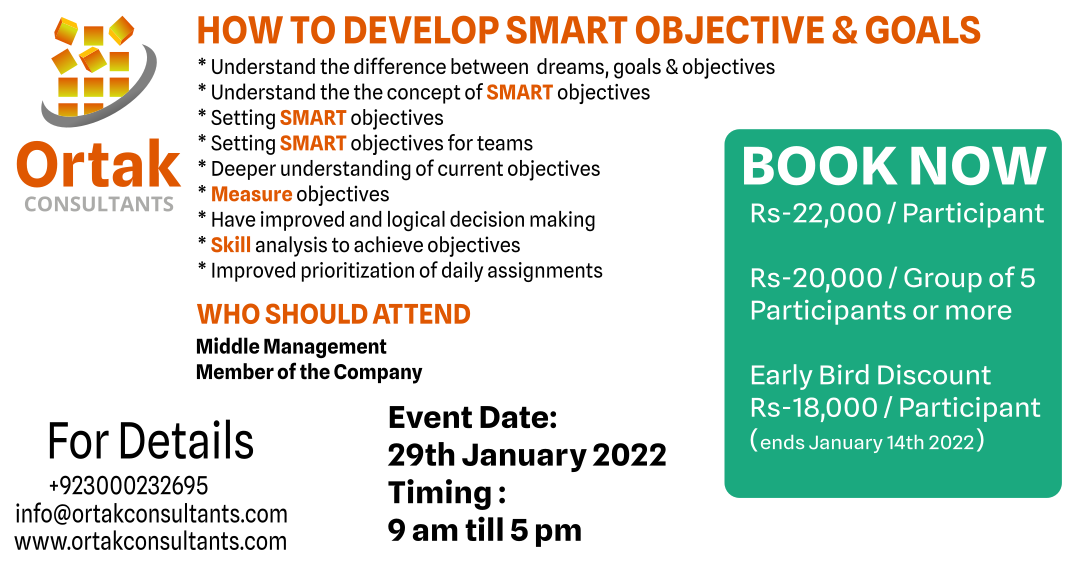 HOW TO DEVELOP SMART OBJECTIVE & GOALS
* Understand the difference between dreams, goals & objectives
* Understand the the concept of SMART objectives
* Setting SMART objectives
* Setting SMART objectives for teams
* Deeper understanding of current objectives
* Measure objectives
* Have improved and logical decision making
* Skill analysis to achieve objectives
* Improved prioritization of daily assignments
Ortak
CONSULTANTS
WHO SHOULD ATTEND
Middle Management
Member of the Company
BOOK NOW
Rs-22,000 / Participant
Rs-20,000 / Group of 5
Participants or more
Early Bird Discount
Rs-18,000 / Participant
(ends January 14th 2022)
For Details
+923000232695
info@ortakconsultants.com
www.ortakconsultants.com
Event Date:
29th January 2022
Timing :
9 am till 5 pm